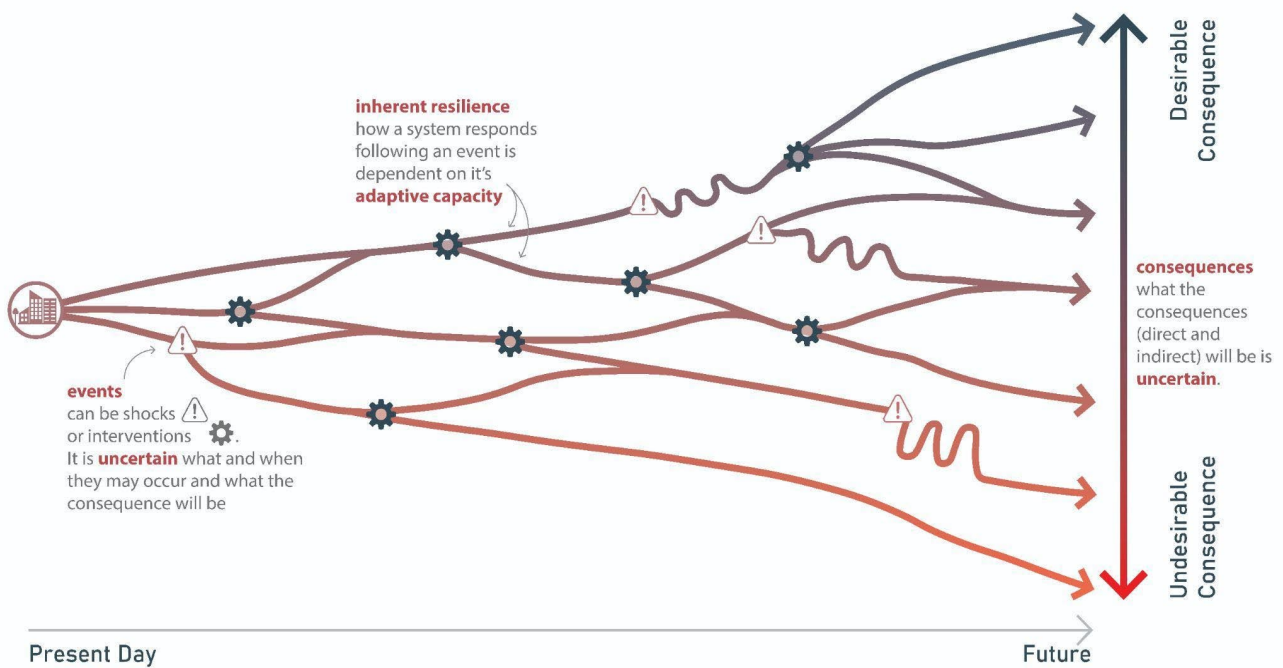 Desirable
Consequence
inherent resilience
how a system responds
following an event is
dependent on it's
adaptive capacity
consequences
what the
consequences
(direct and
indirect) will be is
uncertain.
events
can be shocks
or interventions .
It is uncertain what and when
they may occur and what the
consequence will be
Undesirable
Consequence
Present Day
Future